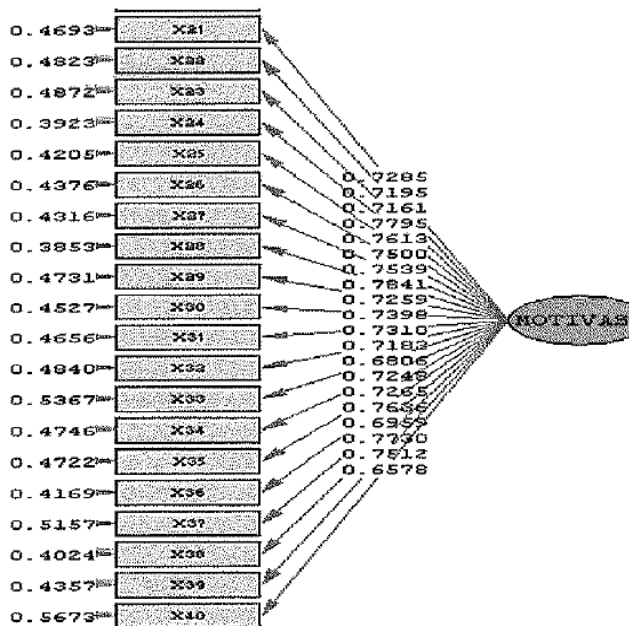 0.4693 X21
0.4823 X22
0.4872 X23
0.3923 X24
0.4205 X25
0.4376 X26
0.4316 X27
0.3853 X28
0.4731 X29
0.4527 X30
0.4656 X31
0.4840 X32
0.5367 X33
0.4746 X34
0.4722 X35
0.4169 X36
0.5157 X37
0.4024 X38
0.4357 X39
0.5673 X40
0.7285
0.7195
0.7161
0.7795
0.7613
0.7500
0.7539
0.7841
0.7259
0.7398
0.7310
0.7183
0.6806
0.7248
0.7265
0.7636
0.6959
0.7730
0.7512
0.6578
MOTIVAS